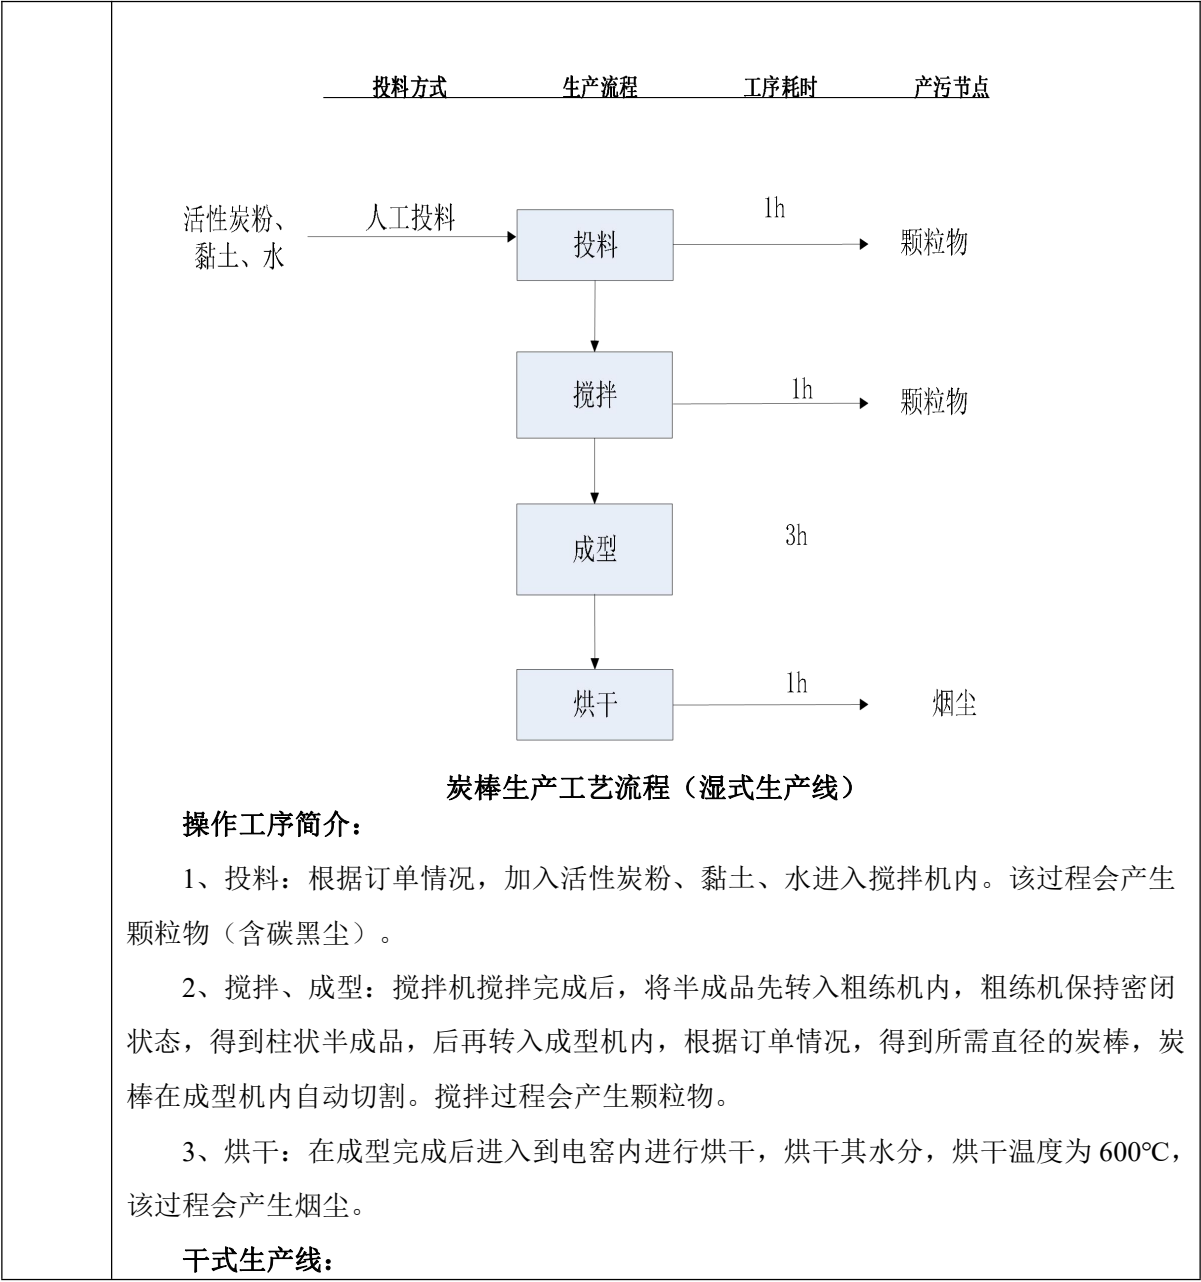 投料方式 生产流程 工序耗时 产污节点
活性炭粉、
黏土、水
人工投料
投料
1h
颗粒物
搅拌
1h
颗粒物
成型
3h
烘干
1h
烟尘
炭棒生产工艺流程（湿式生产线）
操作工序简介：
1、投料：根据订单情况，加入活性炭粉、黏土、水进入搅拌机内。该过程会产生
颗粒物（含碳黑尘）。
2、搅拌、成型：搅拌机搅拌完成后，将半成品先转入粗练机内，粗练机保持密闭
状态，得到柱状半成品，后再转入成型机内，根据订单情况，得到所需直径的炭棒，炭
棒在成型机内自动切割。搅拌过程会产生颗粒物。
3、烘干：在成型完成后进入到电窑内进行烘干，烘干其水分，烘干温度为 600℃，
该过程会产生烟尘。
干式生产线：